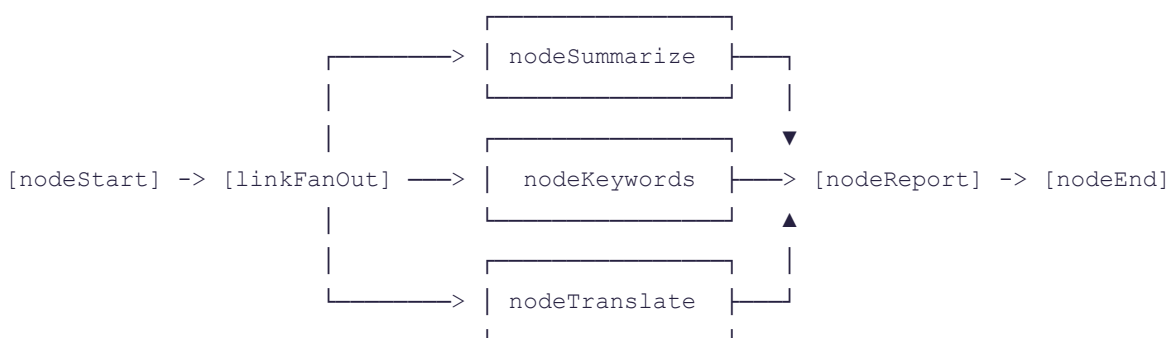 nodeSummarize
[nodeStart] -> [linkFanOut] ───> nodeKeywords ───> [nodeReport] -> [nodeEnd]
nodeTranslate